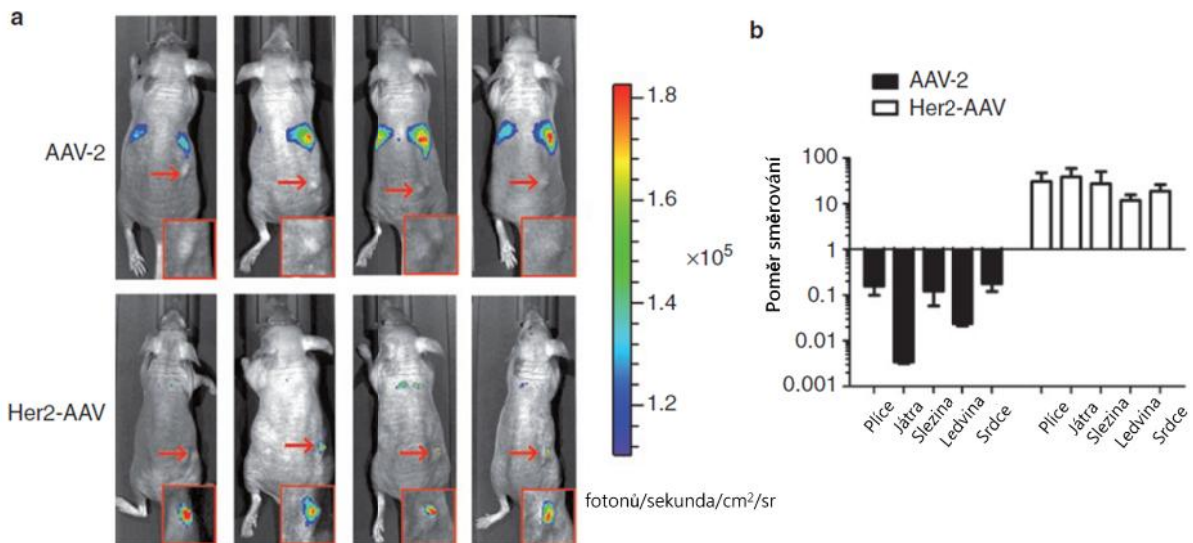 a
AAV-2
Her2-AAV
1.8
1.6
×10⁵
1.4
1.2
fotonů/sekunda/cm²/sr
b
AAV-2
Her2-AAV
Poměr směrování
100
10
1
0.1
0.01
0.001
Plíce
Játra
Slezina
Ledvina
Srdce
Plíce
Játra
Slezina
Ledvina
Srdce